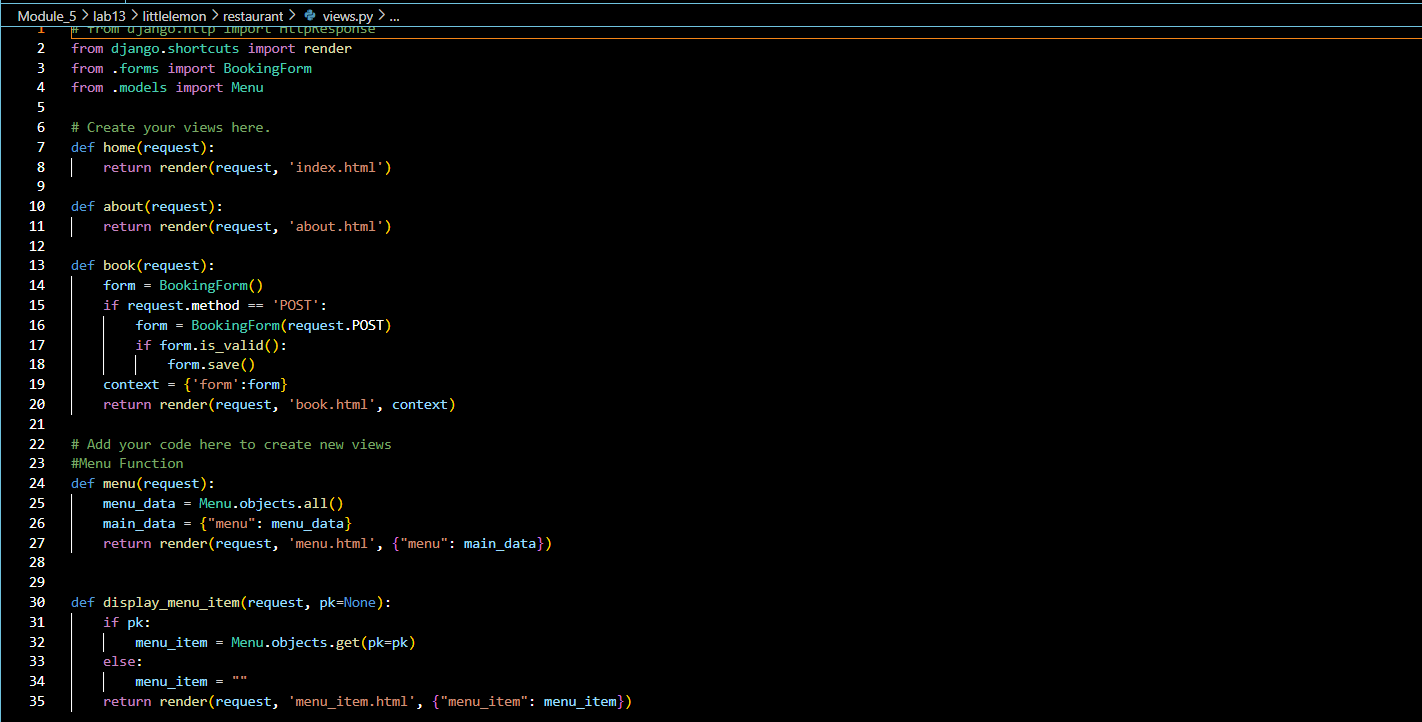 Module_5 > lab13 > littlelemon > restaurant > views.py > ...
1 # from django.http import HttpResponse
2 from django.shortcuts import render
3 from .forms import BookingForm
4 from .models import Menu
5
6 # Create your views here.
7 def home(request):
8     return render(request, 'index.html')
9
10 def about(request):
11     return render(request, 'about.html')
12
13 def book(request):
14     form = BookingForm()
15     if request.method == 'POST':
16         form = BookingForm(request.POST)
17         if form.is_valid():
18             form.save()
19     context = {'form':form}
20     return render(request, 'book.html', context)
21
22 # Add your code here to create new views
23 #Menu Function
24 def menu(request):
25     menu_data = Menu.objects.all()
26     main_data = {"menu": menu_data}
27     return render(request, 'menu.html', {"menu": main_data})
28
29
30 def display_menu_item(request, pk=None):
31     if pk:
32         menu_item = Menu.objects.get(pk=pk)
33     else:
34         menu_item = ""
35     return render(request, 'menu_item.html', {"menu_item": menu_item})